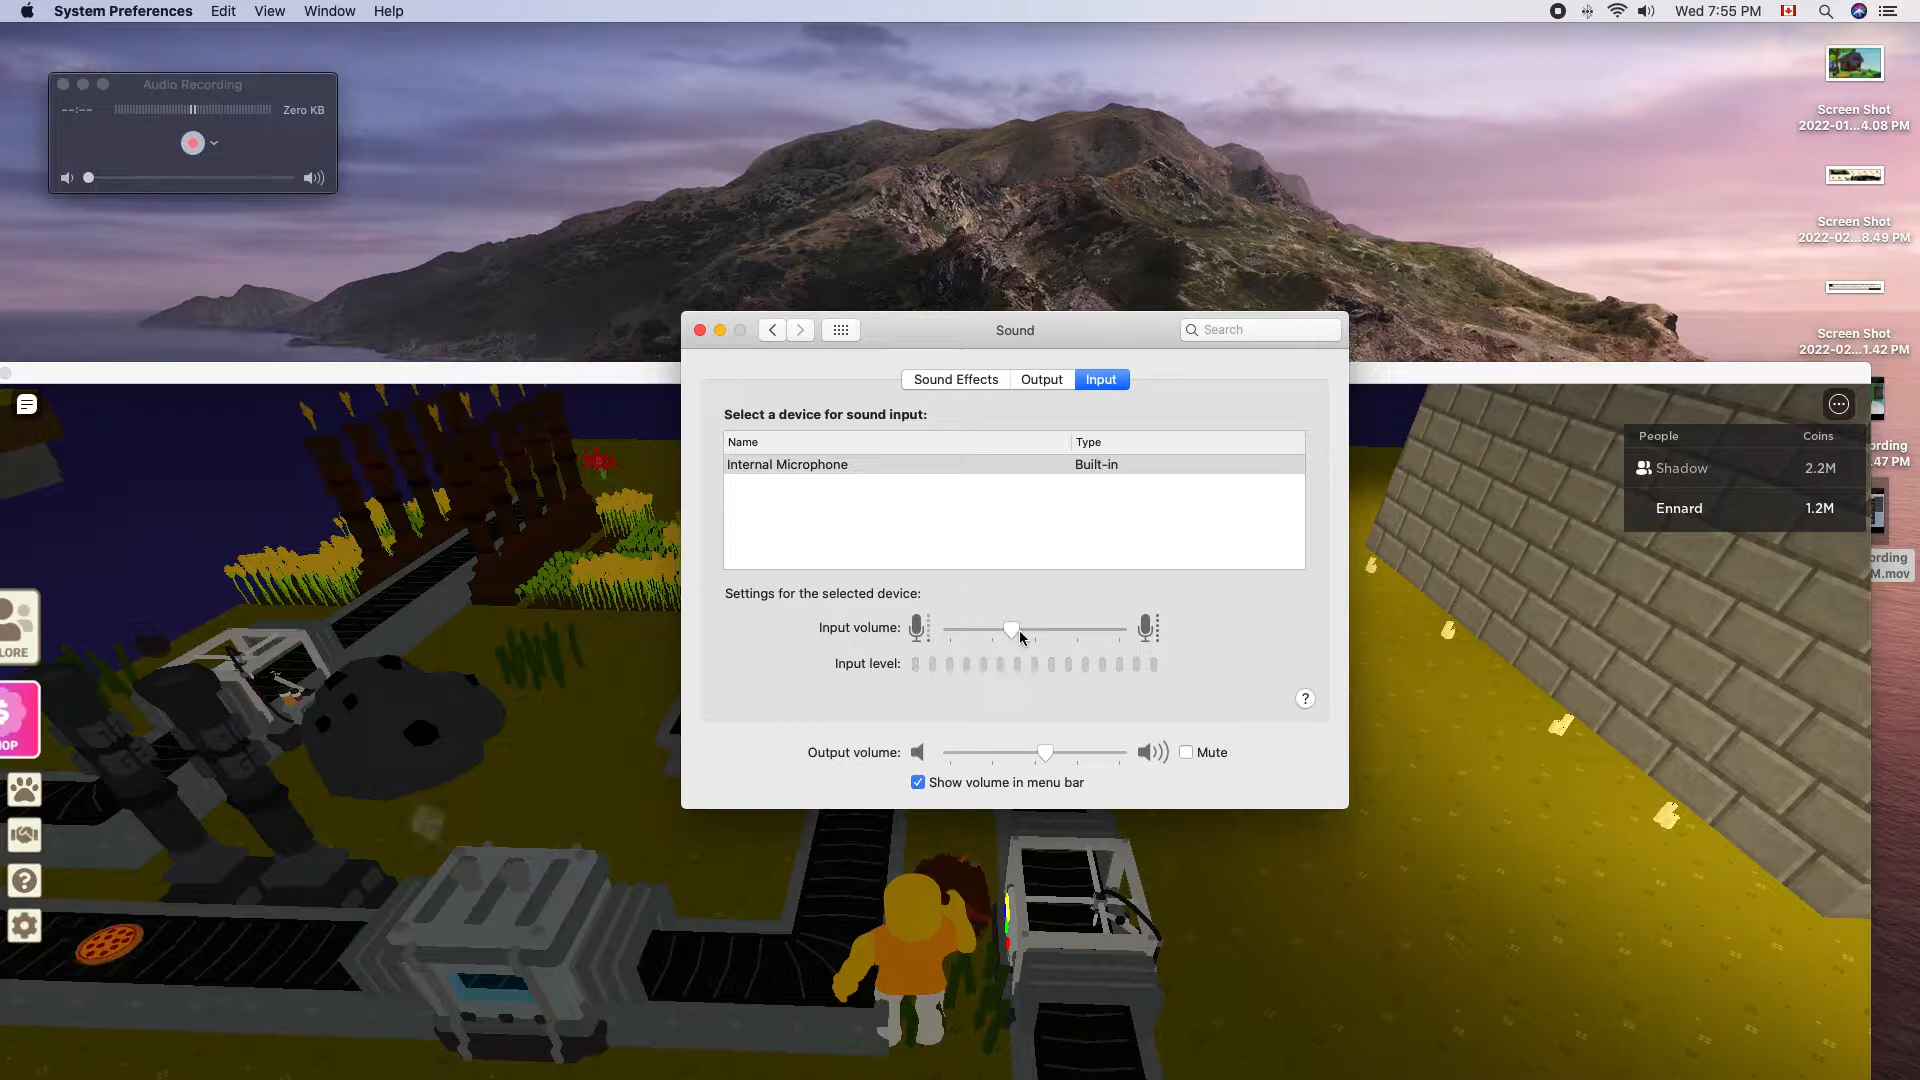 System Preferences Edit View Window Help
Wed 7:55 PM
Audio Recording
--:-- Zero KB
Screen Shot
2022-01...4.08 PM
Screen Shot
2022-02...8.49 PM
Screen Shot
2022-02...1.42 PM
Sound
Search
Sound Effects Output Input
Select a device for sound input:
Name Type
Internal Microphone Built-in
Settings for the selected device:
Input volume:
Input level:
?
Output volume: Mute
Show volume in menu bar
People Coins
Shadow 2.2M
Ennard 1.2M
ording
.47 PM
ording
M.mov
LORE
$
HOP
?